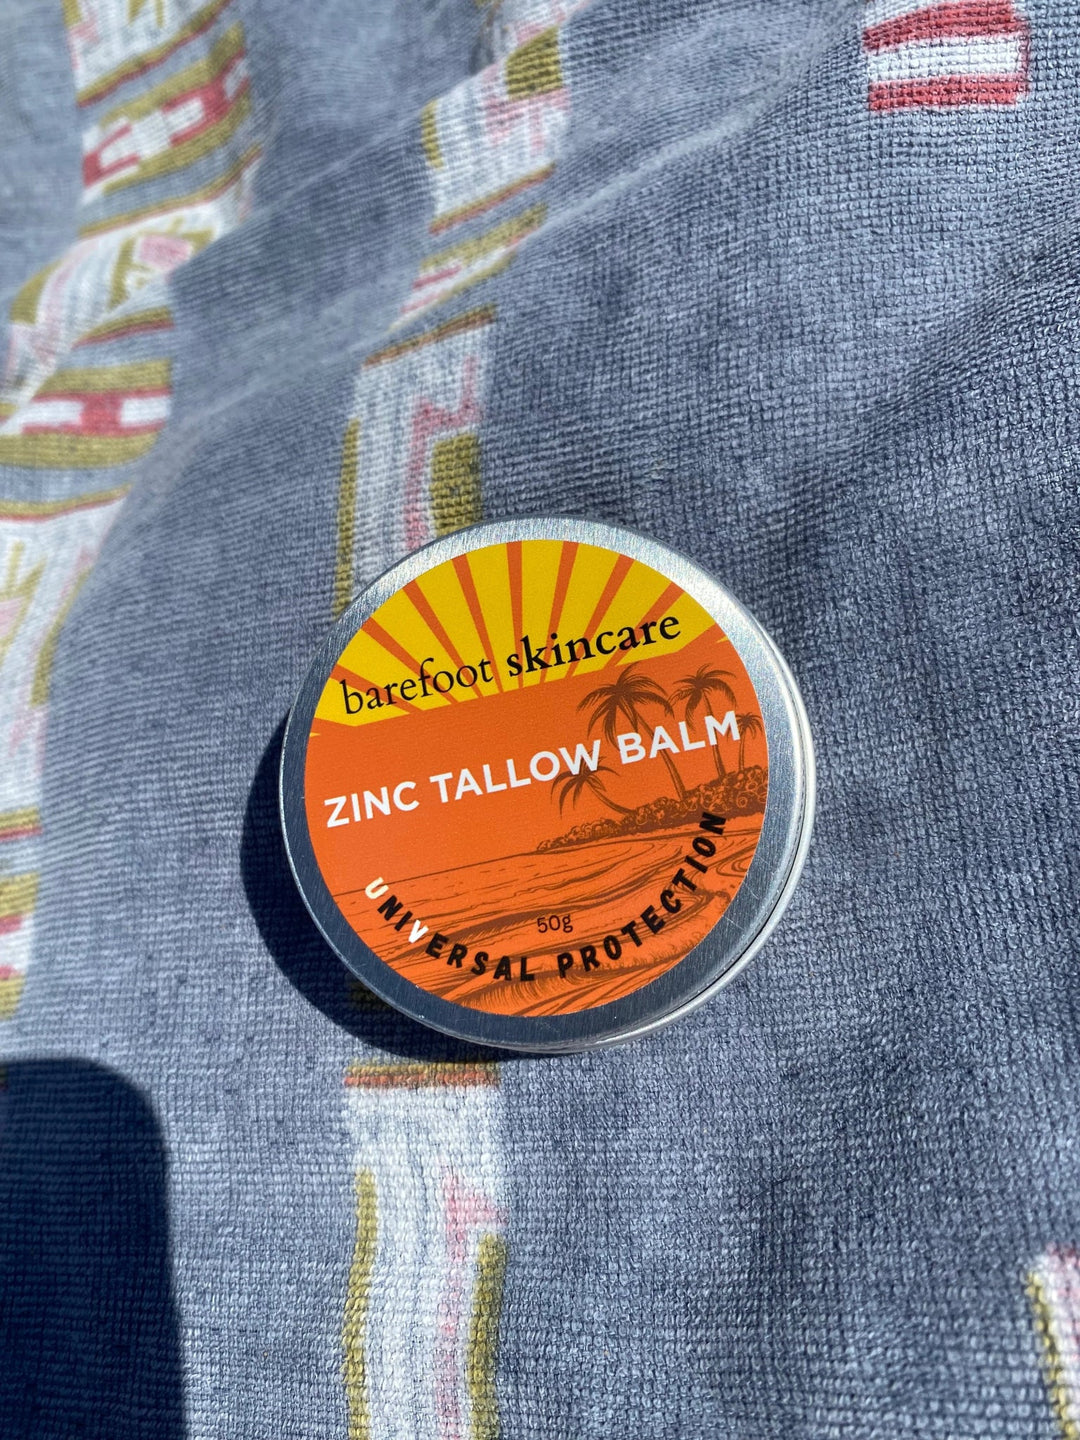 barefoot skincare
ZINC TALLOW BALM
50g
UNIVERSAL PROTECTION